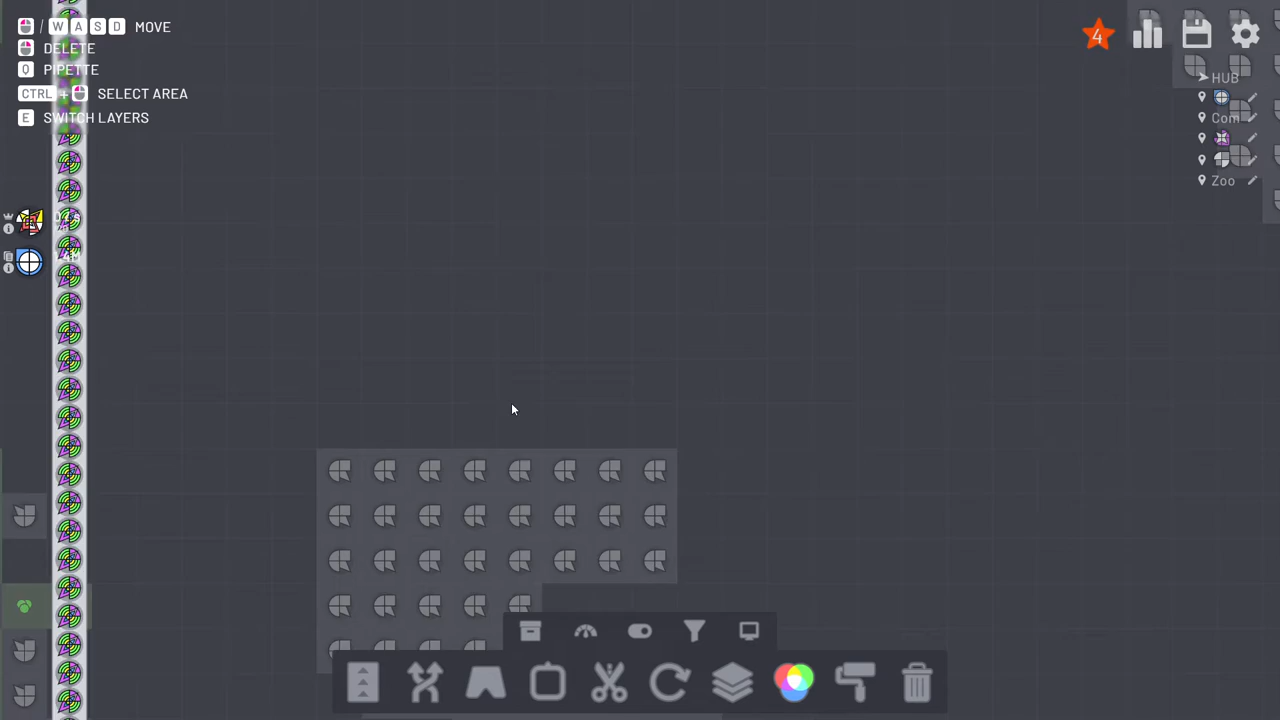 W A S D MOVE
DELETE
Q PIPETTE
CTRL + SELECT AREA
E SWITCH LAYERS
4
HUB
Com
Zoo